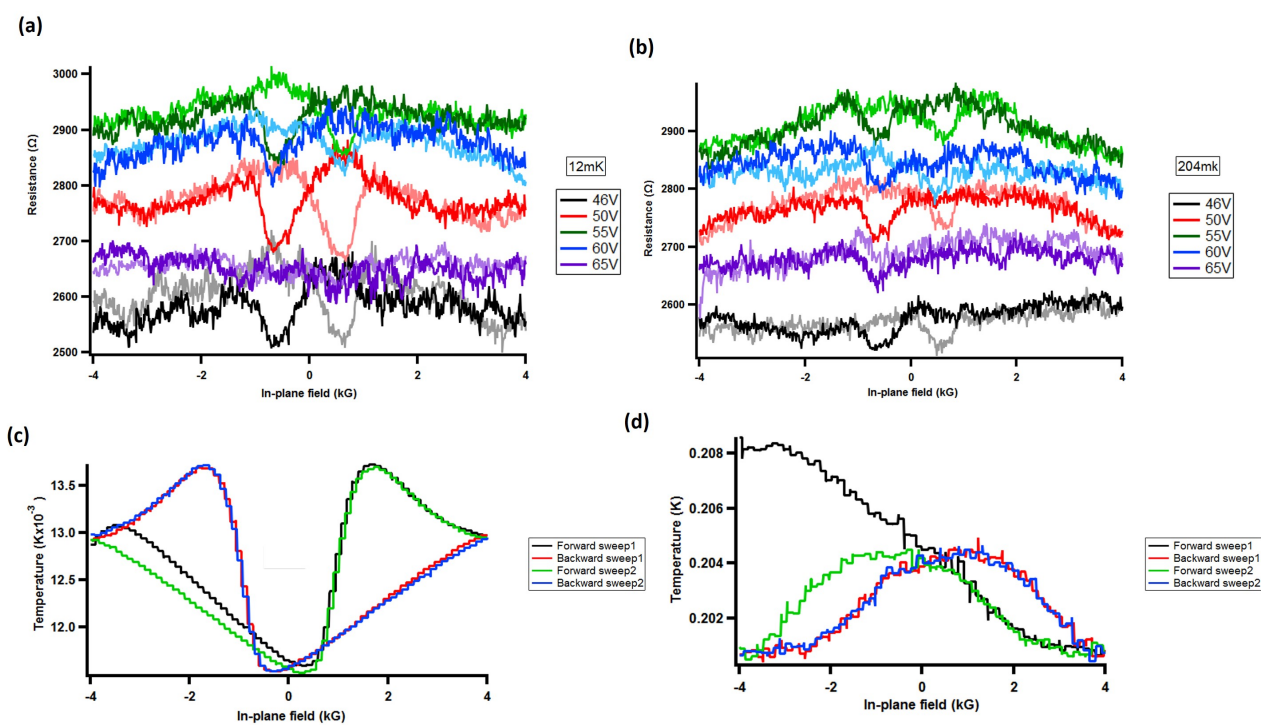 (a)
3000
2900
2800
2700
2600
2500
Resistance (Ω)
-4
-2
0
2
4
In-plane field (kG)
12mK
46V
50V
55V
60V
65V
(b)
2900
2800
2700
2600
Resistance (Ω)
-4
-2
0
2
4
In-plane field (kG)
204mk
46V
50V
55V
60V
65V
(c)
13.5
13.0
12.5
12.0
Temperature (Kx10⁻³ )
-4
-2
0
2
4
In-plane field (kG)
Forward sweep1
Backward sweep1
Forward sweep2
Backward sweep2
(d)
0.208
0.206
0.204
0.202
Temperature (K)
-4
-2
0
2
4
In-plane field (kG)
Forward sweep1
Backward sweep1
Forward sweep2
Backward sweep2